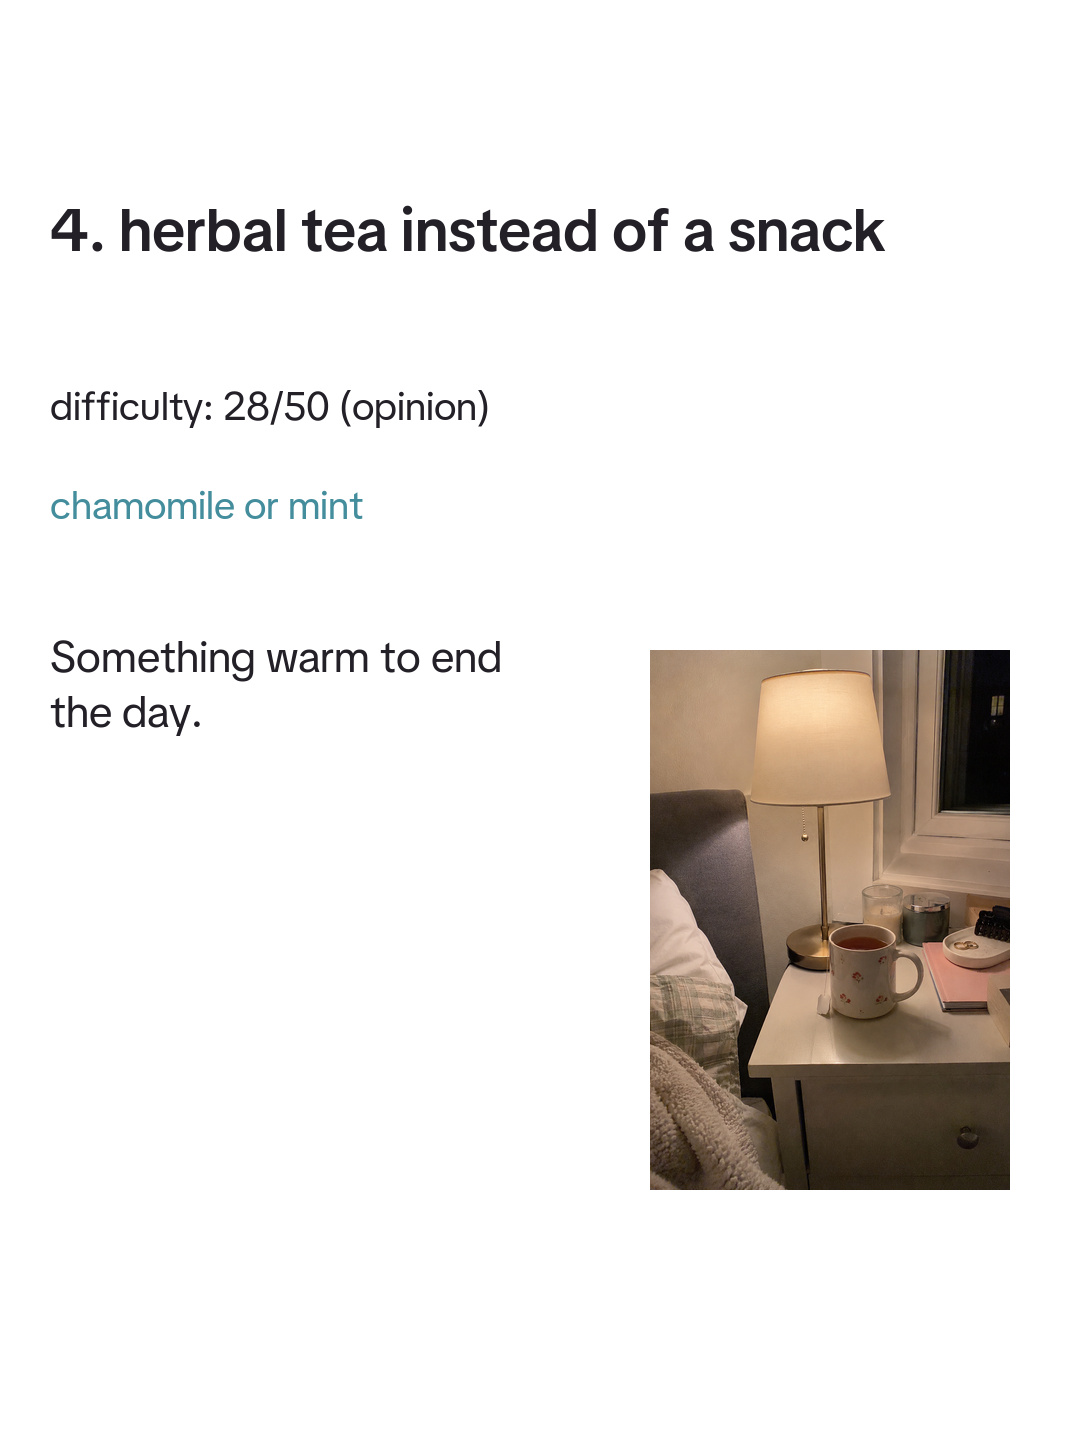 4. herbal tea instead of a snack
difficulty: 28/50 (opinion)
chamomile or mint
Something warm to end
the day.